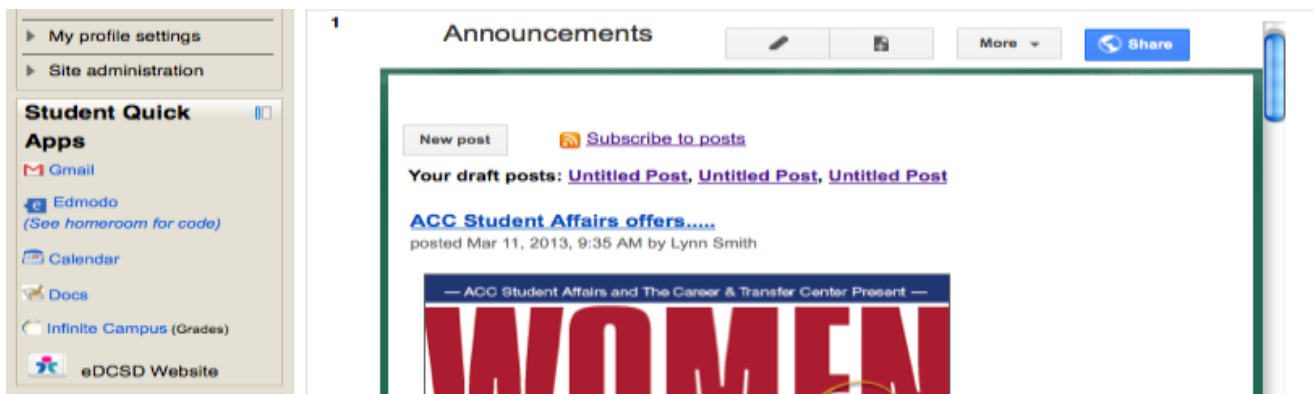 My profile settings
Site administration
Student Quick
Apps
Gmail
Edmodo
(See homeroom for code)
Calendar
Docs
Infinite Campus (Grades)
eDCSD Website
1
Announcements
More
Share
New post
Subscribe to posts
Your draft posts: Untitled Post, Untitled Post, Untitled Post
ACC Student Affairs offers.....
posted Mar 11, 2013, 9:35 AM by Lynn Smith
— ACC Student Affairs and The Career & Transfer Center Present —
WOMEN